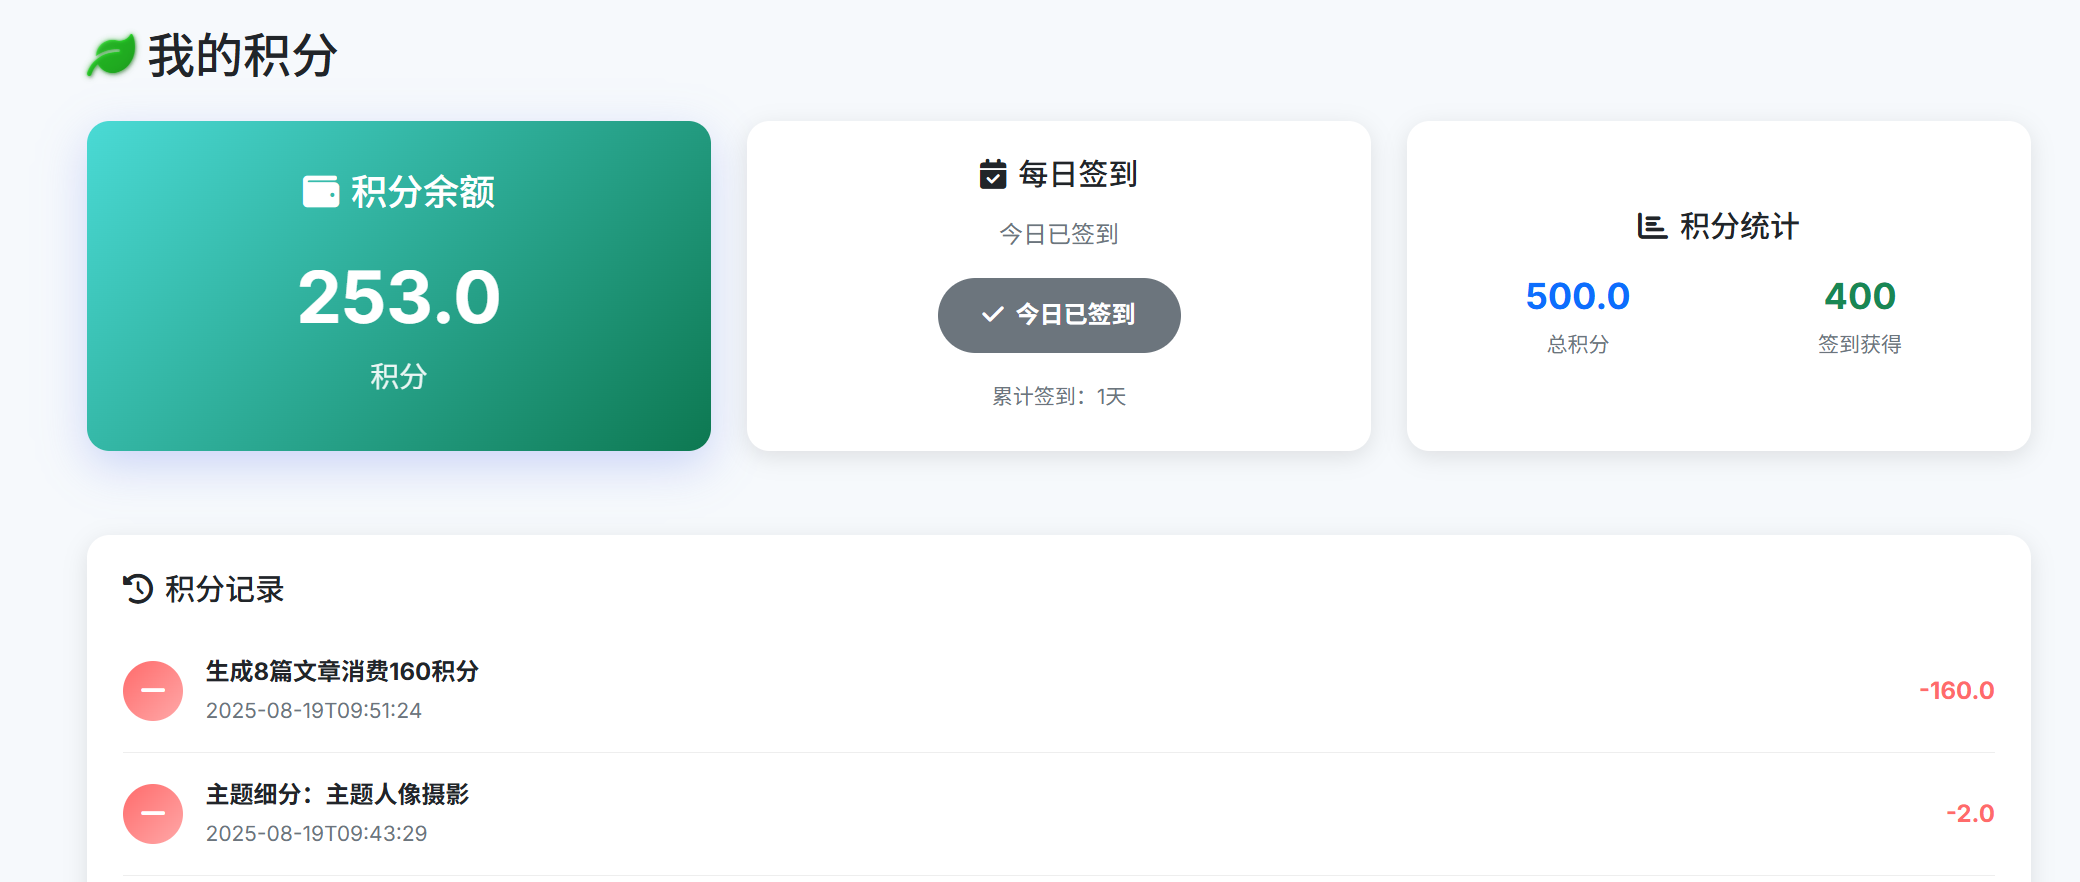 我的积分
积分余额
253.0
积分
每日签到
今日已签到
今日已签到
累计签到：1天
积分统计
500.0
总积分
400
签到获得
积分记录
生成8篇文章消费160积分
2025-08-19T09:51:24
-160.0
主题细分：主题人像摄影
2025-08-19T09:43:29
-2.0